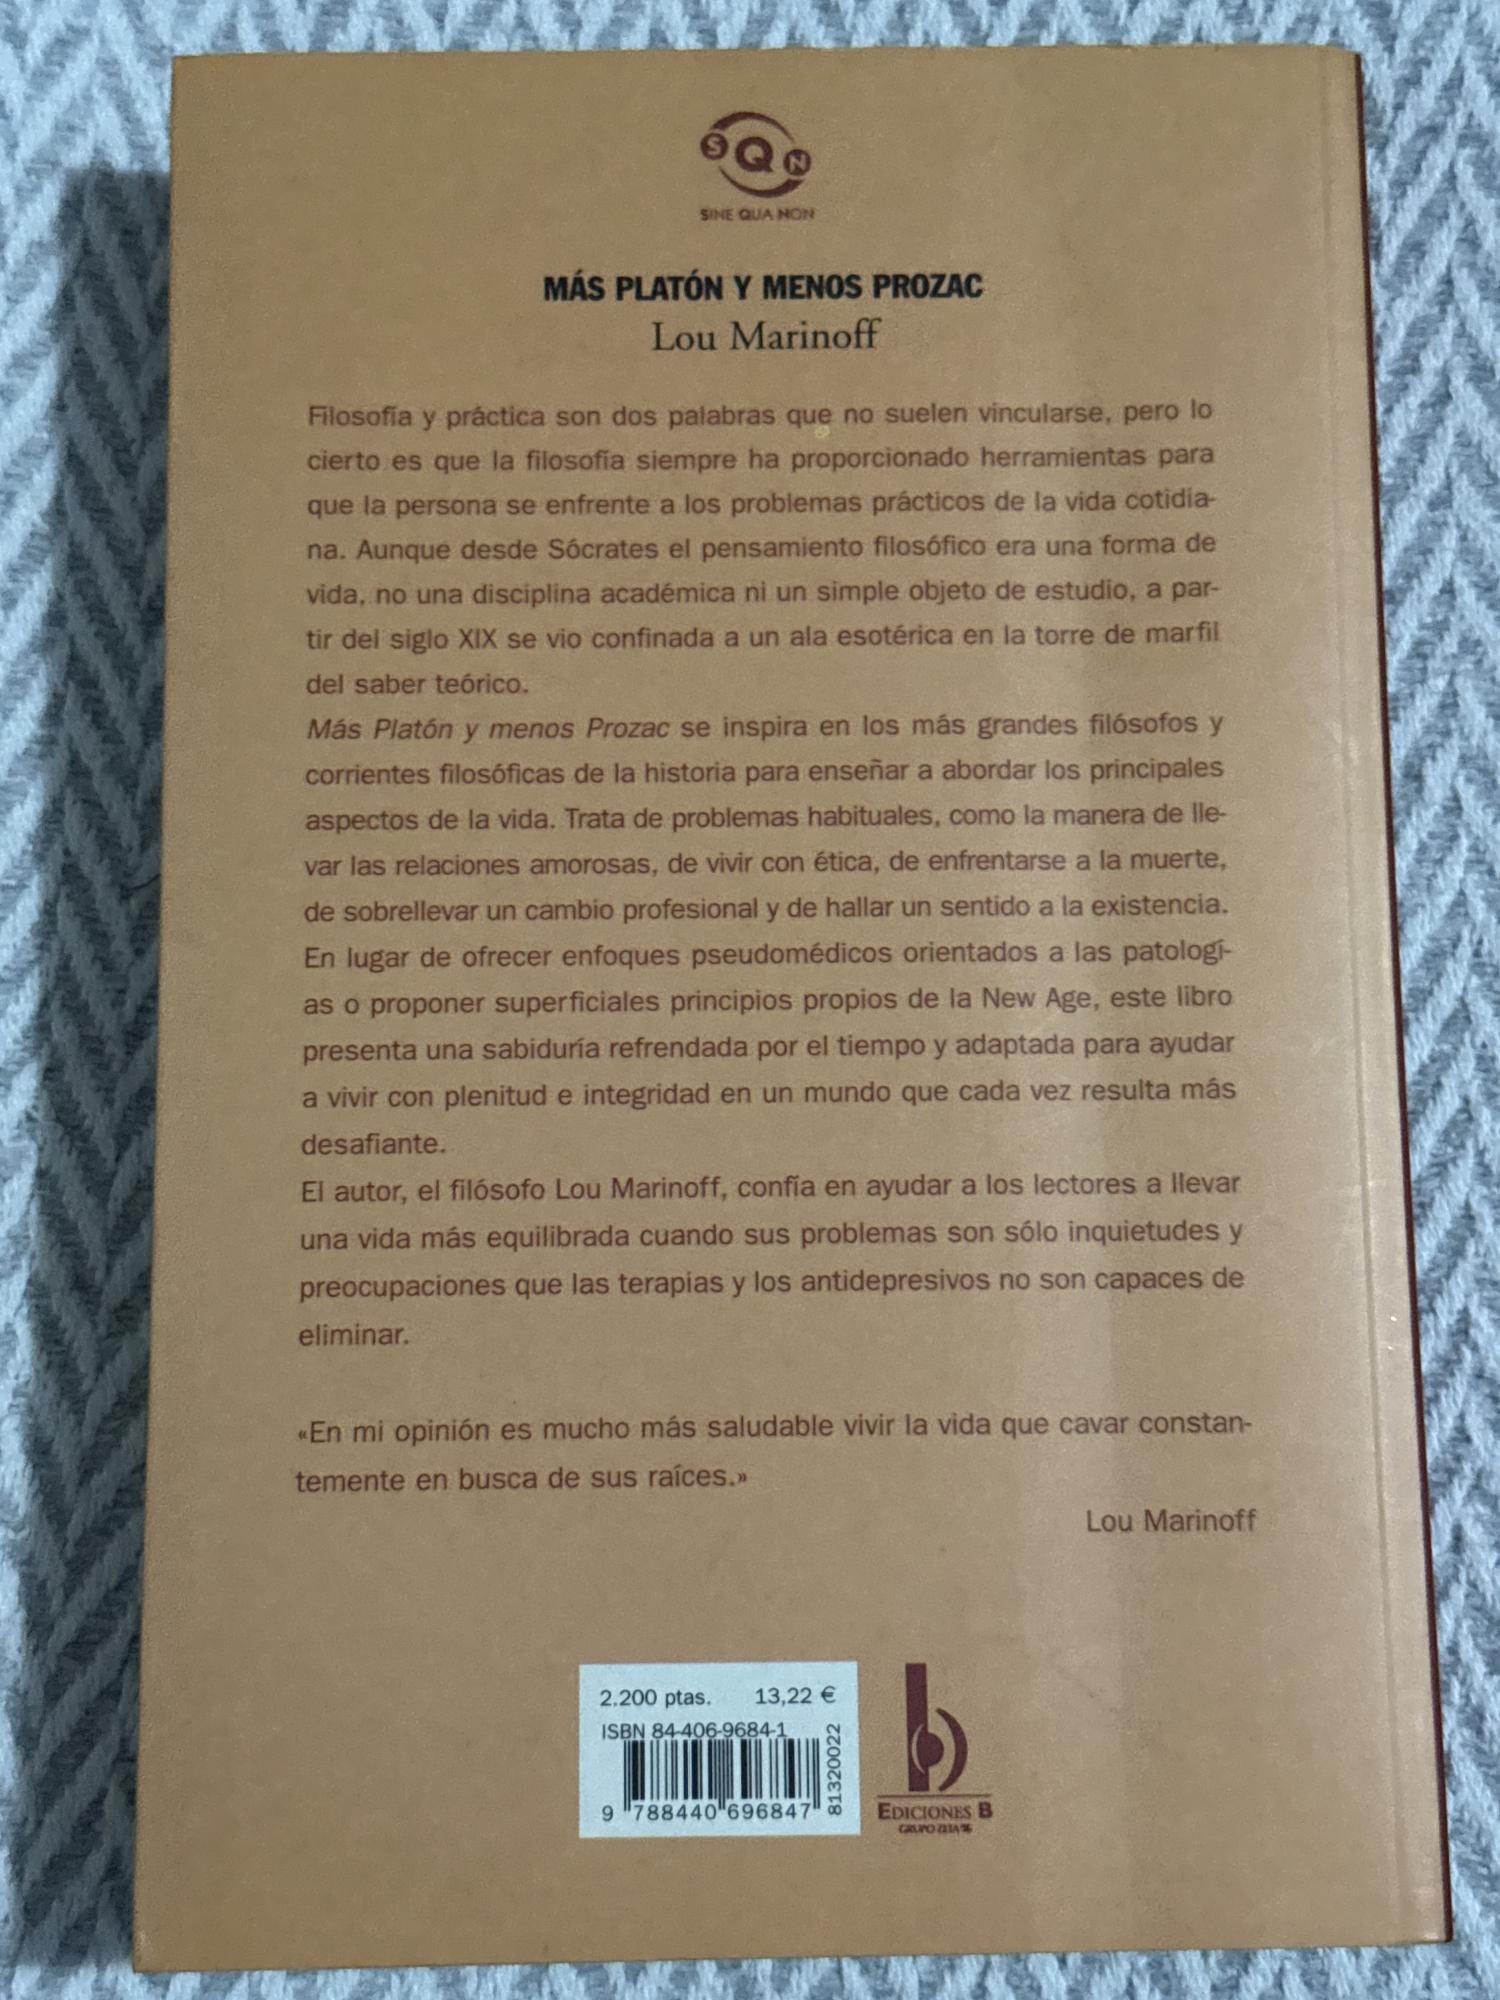 SQN
SINE QUA NON
MÁS PLATÓN Y MENOS PROZAC
Lou Marinoff
Filosofía y práctica son dos palabras que no suelen vincularse, pero lo
cierto es que la filosofía siempre ha proporcionado herramientas para
que la persona se enfrente a los problemas prácticos de la vida cotidia-
na. Aunque desde Sócrates el pensamiento filosófico era una forma de
vida, no una disciplina académica ni un simple objeto de estudio, a par-
tir del siglo XIX se vio confinada a un ala esotérica en la torre de marfil
del saber teórico.
Más Platón y menos Prozac se inspira en los más grandes filósofos y
corrientes filosóficas de la historia para enseñar a abordar los principales
aspectos de la vida. Trata de problemas habituales, como la manera de lle-
var las relaciones amorosas, de vivir con ética, de enfrentarse a la muerte,
de sobrellevar un cambio profesional y de hallar un sentido a la existencia.
En lugar de ofrecer enfoques pseudomédicos orientados a las patologí-
as o proponer superficiales principios propios de la New Age, este libro
presenta una sabiduría refrendada por el tiempo y adaptada para ayudar
a vivir con plenitud e integridad en un mundo que cada vez resulta más
desafiante.
El autor, el filósofo Lou Marinoff, confía en ayudar a los lectores a llevar
una vida más equilibrada cuando sus problemas son sólo inquietudes y
preocupaciones que las terapias y los antidepresivos no son capaces de
eliminar.
«En mi opinión es mucho más saludable vivir la vida que cavar constan-
temente en busca de sus raíces.»
Lou Marinoff
2.200 ptas. 13,22 €
ISBN 84-406-9684-1
9 788440 696847
81320022
b
EDICIONES B
GRUPO ZETA